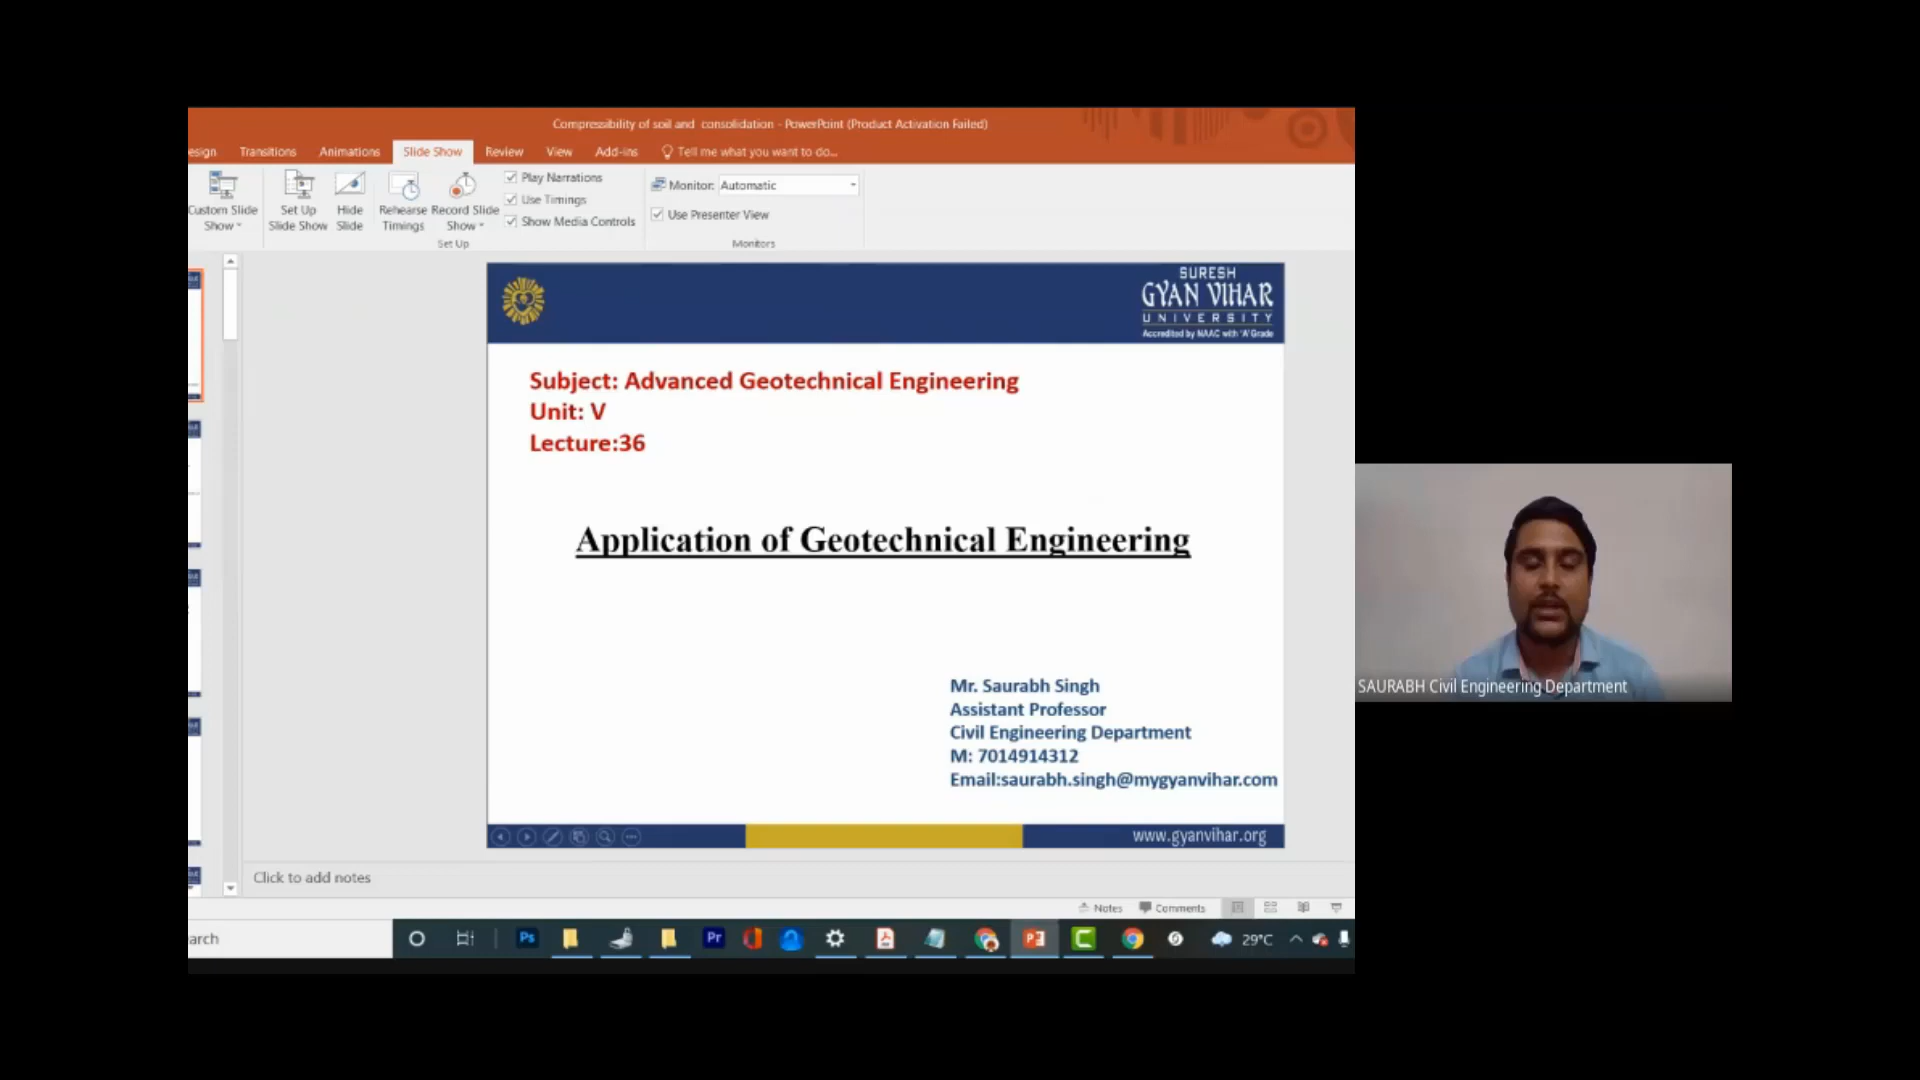 Compressibility of soil and consolidation - PowerPoint (Product Activation Failed)
esign Transitions Animations Slide Show Review View Add-ins Tell me what you want to do...
Custom Slide Show
Set Up Slide Show
Hide Slide
Rehearse Timings
Record Slide Show
Play Narrations
Use Timings
Show Media Controls
Set Up
Monitor: Automatic
Use Presenter View
Monitors
SURESH
GYAN VIHAR
UNIVERSITY
Accredited by NAAC with 'A' Grade
Subject: Advanced Geotechnical Engineering
Unit: V
Lecture:36
Application of Geotechnical Engineering
Mr. Saurabh Singh
Assistant Professor
Civil Engineering Department
M: 7014914312
Email:saurabh.singh@mygyanvihar.com
www.gyanvihar.org
SAURABH Civil Engineering Department
Click to add notes
Notes Comments
arch
Ps
Pr
29°C